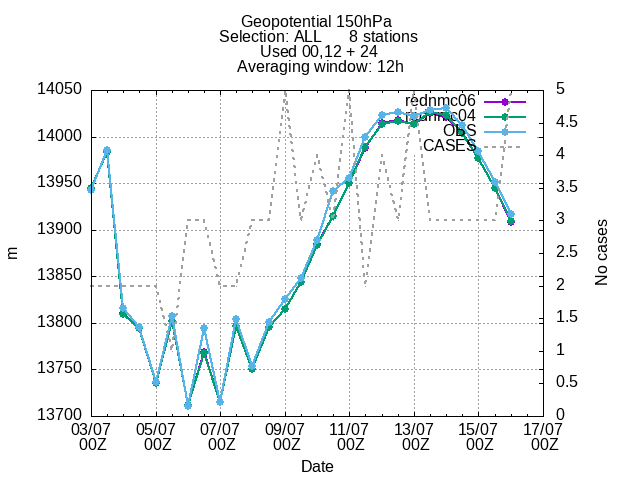 Geopotential 150hPa
Selection: ALL 8 stations
Used 00,12 + 24
Averaging window: 12h
14050
14000
13950
13900
13850
13800
13750
13700
m
5
4.5
4
3.5
3
2.5
2
1.5
1
0.5
0
No cases
rednmc06
rednmc04
OBS
CASES
03/07 05/07 07/07 09/07 11/07 13/07 15/07 17/07
00Z 00Z 00Z 00Z 00Z 00Z 00Z 00Z
Date